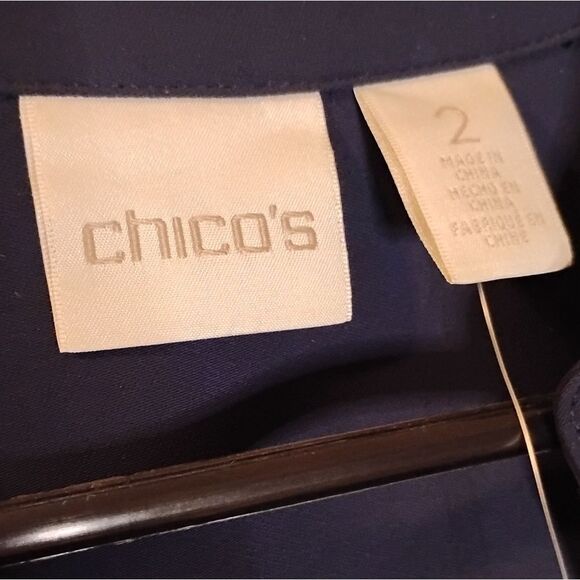 chico's
2
MADE IN
CHINA
HECHO EN
CHINA
FABRIQUE EN
CHINE